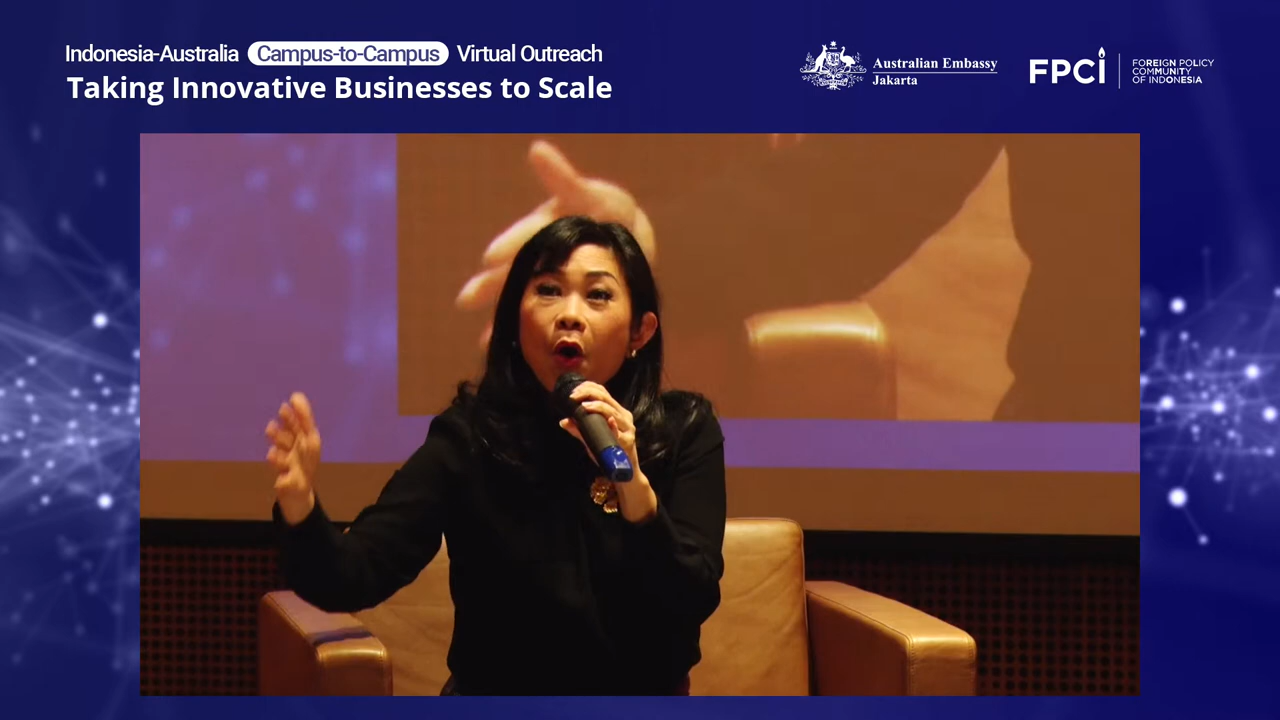 Indonesia-Australia Campus-to-Campus Virtual Outreach
Taking Innovative Businesses to Scale
Australian Embassy
Jakarta
FPCI
FOREIGN POLICY
COMMUNITY
OF INDONESIA